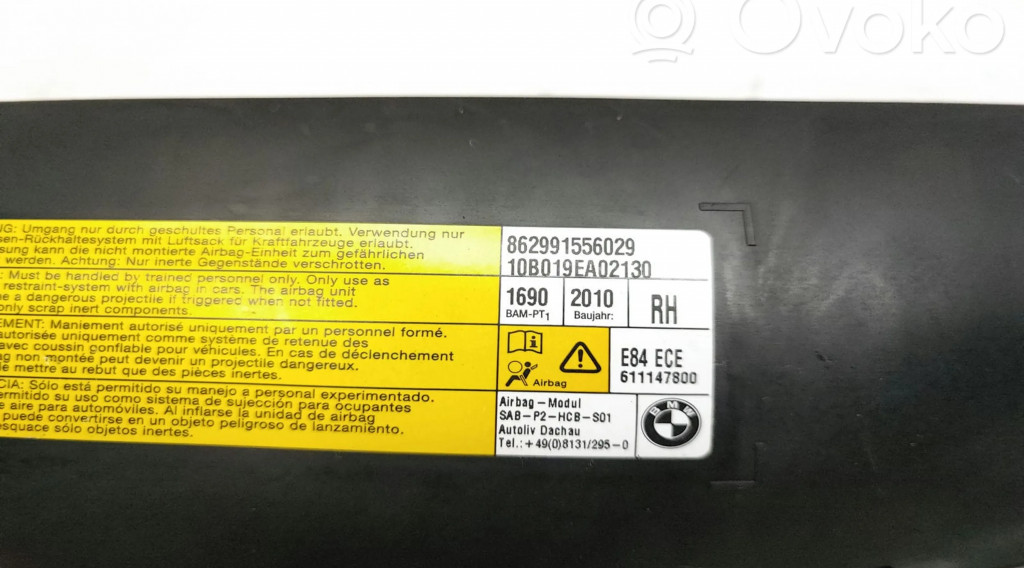 Ovoko
NG: Umgang nur durch geschultes Personal erlaubt. Verwendung nur
sen-Rückhaltesystem mit Luftsack für Kraftfahrzeuge erlaubt.
sung kann die nicht montierte Airbag-Einheit zum gefährlichen
werden. Achtung: Nur inerte Gegenstände verschrotten.
: Must be handled by trained personnel only. Use only as
restraint-system with airbag in cars. The airbag unit
e a dangerous projectile if triggered when not fitted.
only scrap inert components.
EMENT: Maniement autorisé uniquement par un personnel formé.
autorisée uniquement comme système de retenue des
avec coussin gonflable pour véhicules. En cas de déclenchement
ag non montée peut devenir un projectile dangereux.
e mettre au rebut que des pièces inertes.
CIA: Sólo está permitido su manejo a personal experimentado.
ermitido su uso como sistema de sujeción para ocupantes
e aire para automóviles. Al inflarse la unidad de airbag
puede convertirse en un objeto peligroso de lanzamiento.
esguace sólo objetos inertes.
862991556029
10B019EA02130
1690
BAM-PT1
2010
Baujahr:
RH
Airbag
E84 ECE
611147800
Airbag-Modul
SAB-P2-HCB-S01
Autoliv Dachau
Tel.: +49(0)8131/295-0
BMW